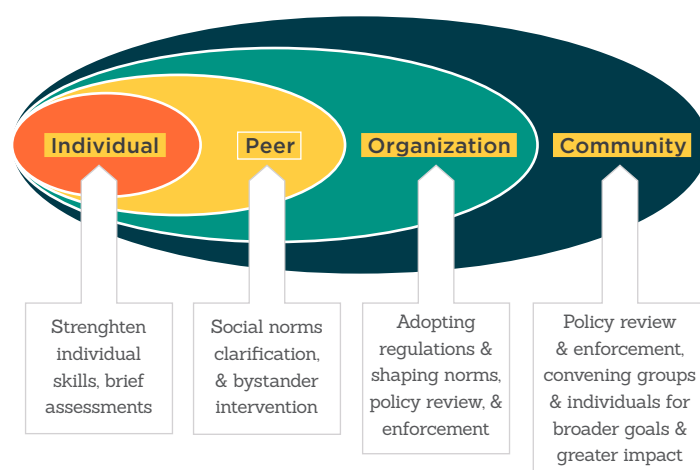 Individual
Peer
Organization
Community
Strenghten
individual
skills, brief
assessments
Social norms
clarification,
& bystander
intervention
Adopting
regulations &
shaping norms,
policy review, &
enforcement
Policy review
& enforcement,
convening groups
& individuals for
broader goals &
greater impact